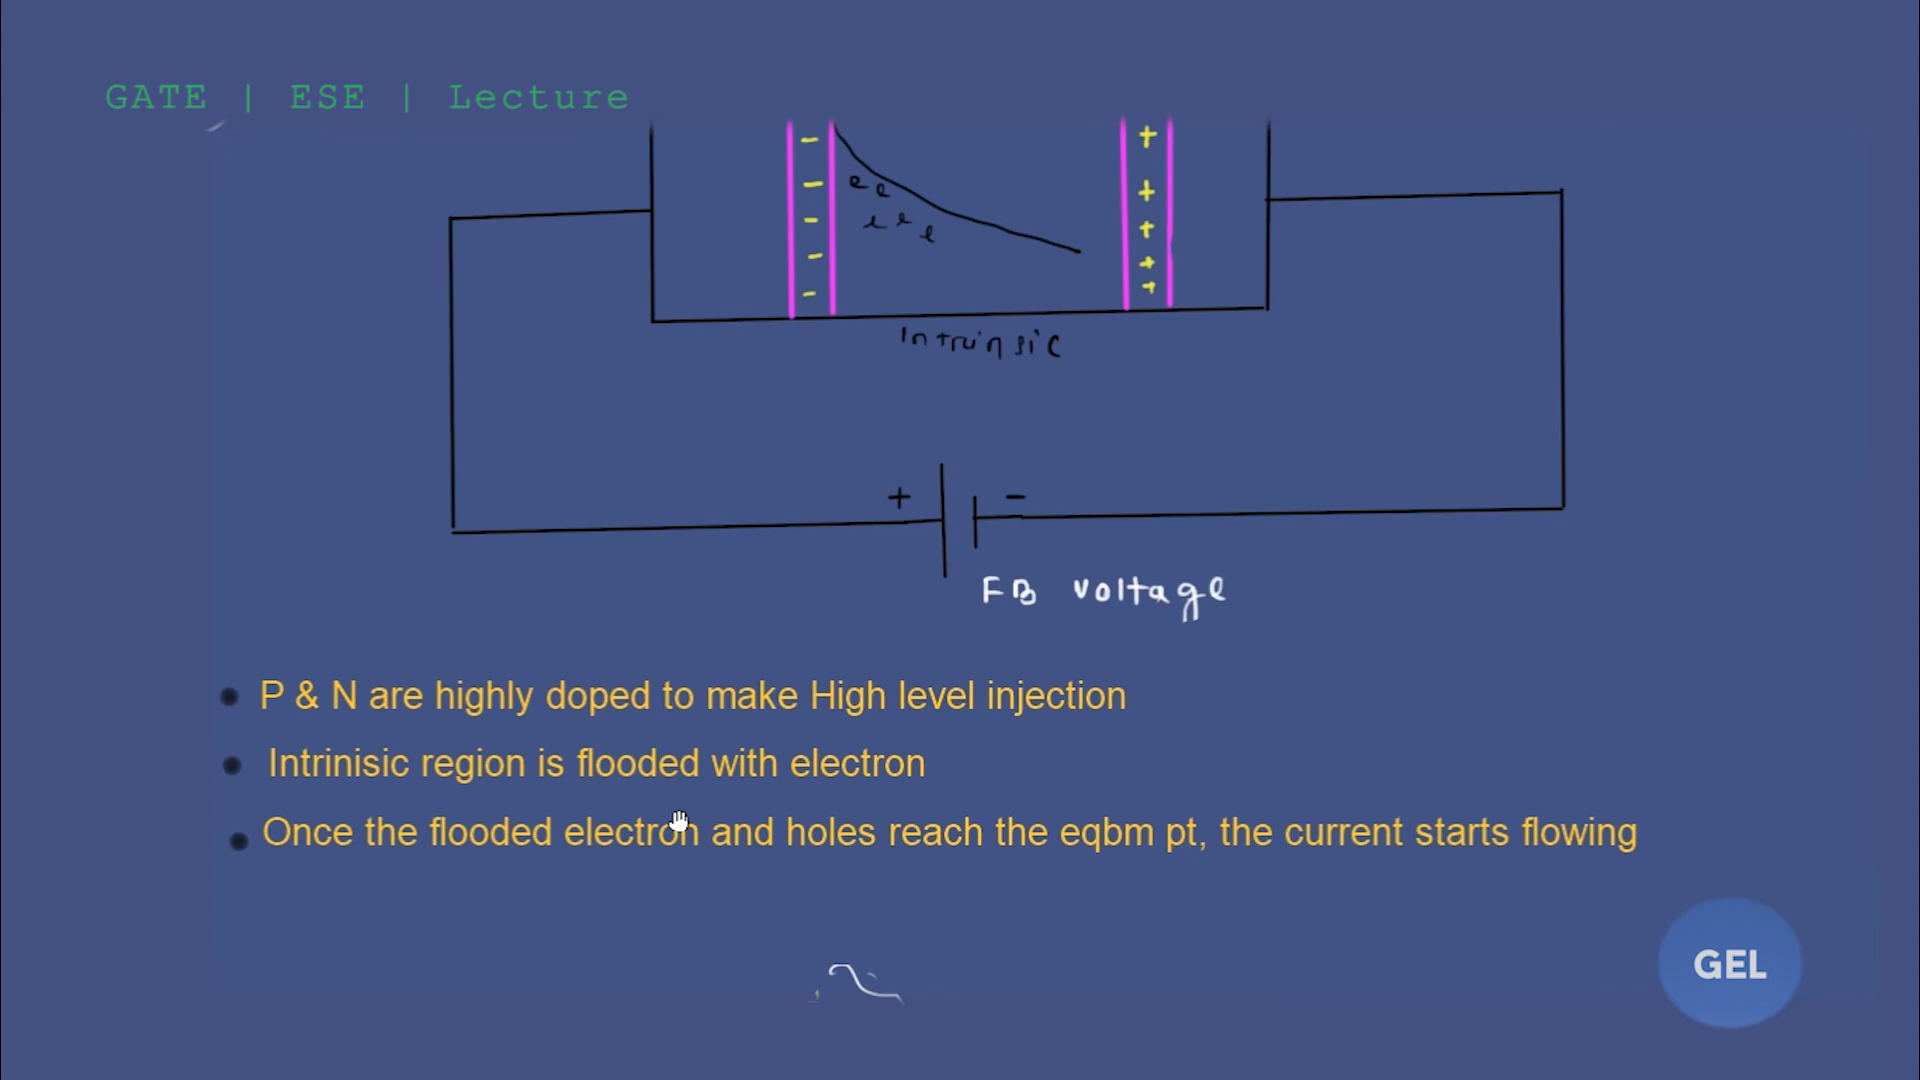 GATE | ESE | Lecture
- +
- e e +
- e e e +
- +
- +
Intrinsic
+ -
FB voltage
P & N are highly doped to make High level injection
Intrinisic region is flooded with electron
Once the flooded electron and holes reach the eqbm pt, the current starts flowing
GEL